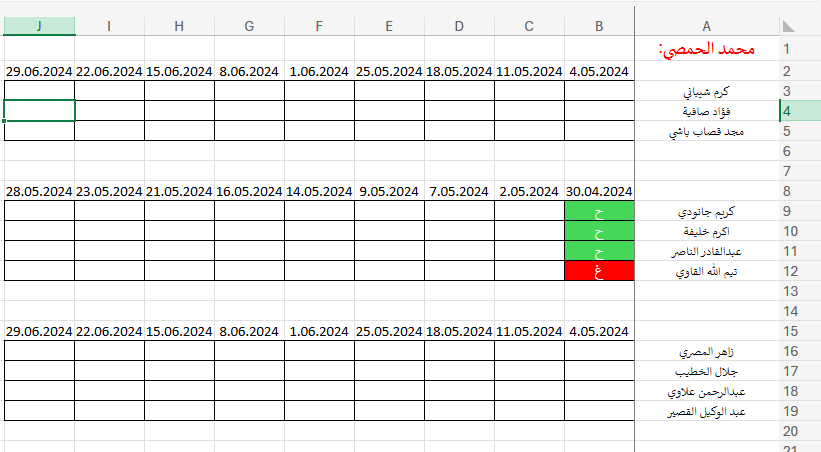 A B C D E F G H I J
1 محمد الحمصي:
2 4.05.2024 11.05.2024 18.05.2024 25.05.2024 1.06.2024 8.06.2024 15.06.2024 22.06.2024 29.06.2024
3 كرم شيباني
4 فؤاد صافية
5 مجد قصاب باشي
6
7
8 30.04.2024 2.05.2024 7.05.2024 9.05.2024 14.05.2024 16.05.2024 21.05.2024 23.05.2024 28.05.2024
9 كريم جانودي ح
10 اكرم خليفة ح
11 عبدالقادر الناصر ح
12 تيم الله القاوي غ
13
14
15 4.05.2024 11.05.2024 18.05.2024 25.05.2024 1.06.2024 8.06.2024 15.06.2024 22.06.2024 29.06.2024
16 زاهر المصري
17 جلال الخطيب
18 عبدالرحمن علاوي
19 عبد الوكيل القصير
20
21